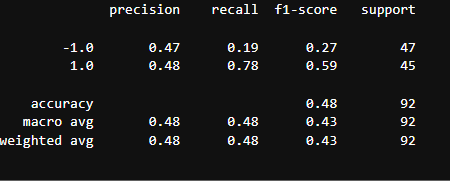 precision recall f1-score support
-1.0 0.47 0.19 0.27 47
1.0 0.48 0.78 0.59 45
accuracy 0.48 92
macro avg 0.48 0.48 0.43 92
weighted avg 0.48 0.48 0.43 92